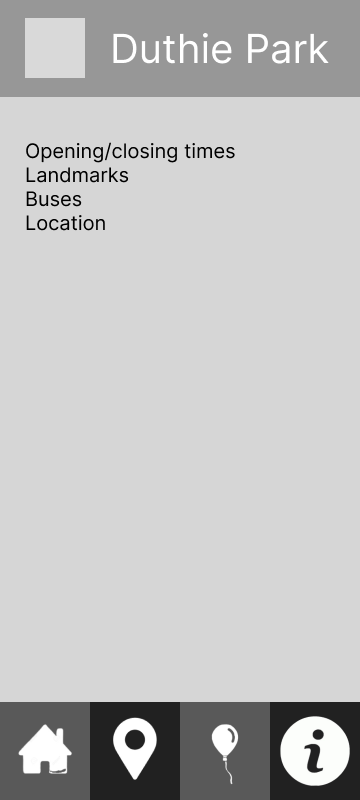 Duthie Park
Opening/closing times
Landmarks
Buses
Location